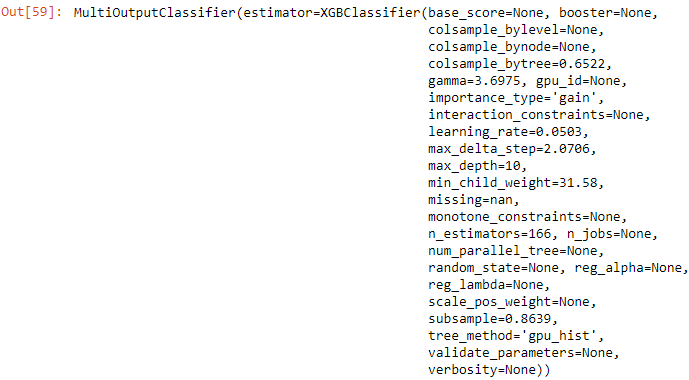 Out[59]: MultiOutputClassifier(estimator=XGBClassifier(base_score=None, booster=None,
colsample_bylevel=None,
colsample_bynode=None,
colsample_bytree=0.6522,
gamma=3.6975, gpu_id=None,
importance_type='gain',
interaction_constraints=None,
learning_rate=0.0503,
max_delta_step=2.0706,
max_depth=10,
min_child_weight=31.58,
missing=nan,
monotone_constraints=None,
n_estimators=166, n_jobs=None,
num_parallel_tree=None,
random_state=None, reg_alpha=None,
reg_lambda=None,
scale_pos_weight=None,
subsample=0.8639,
tree_method='gpu_hist',
validate_parameters=None,
verbosity=None))